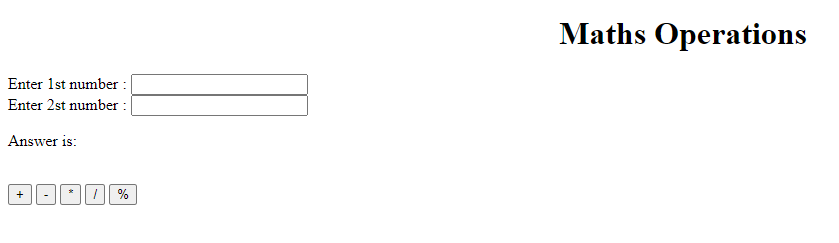 Maths Operations
Enter 1st number :
Enter 2st number :
Answer is:
+ - * / %